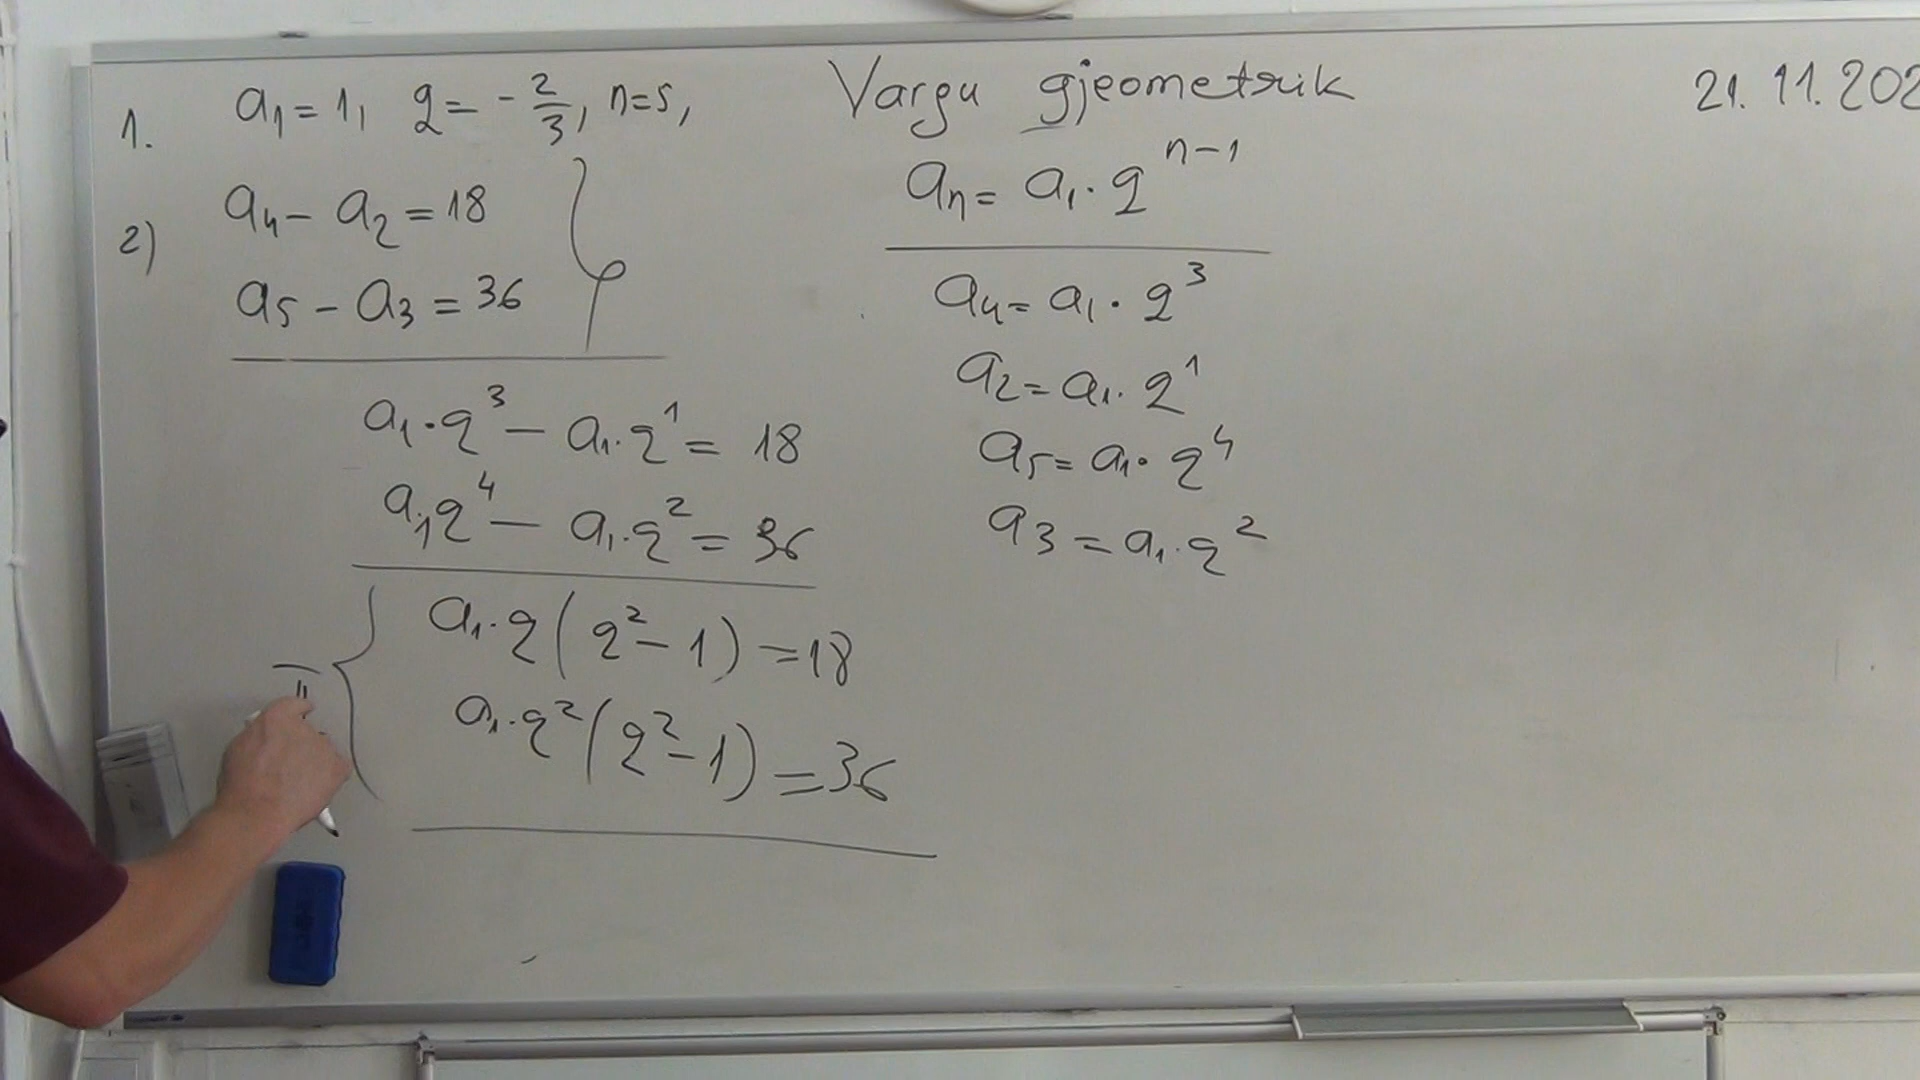 Vargu gjeometrik
21. 11. 202
1. a₁ = 1, q = -2/3, n=5,
2) a₄ - a₂ = 18
a₅ - a₃ = 36
a₁·q³ - a₁·q¹ = 18
a₁q⁴ - a₁·q² = 36
a₁·q(q²-1) = 18
a₁·q²(q²-1) = 36
aₙ = a₁·qⁿ⁻¹
a₄ = a₁·q³
a₂ = a₁·q¹
a₅ = a₁·q⁴
a₃ = a₁·q²